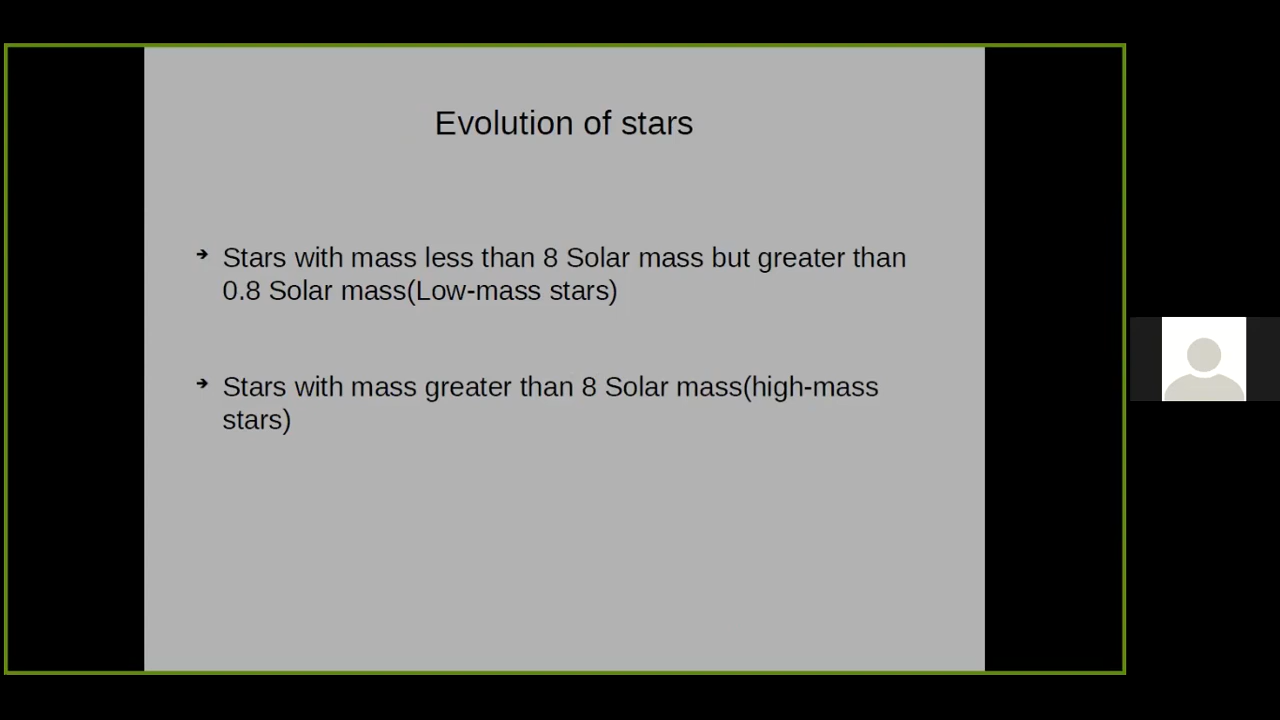 Evolution of stars
➔ Stars with mass less than 8 Solar mass but greater than
0.8 Solar mass(Low-mass stars)
➔ Stars with mass greater than 8 Solar mass(high-mass
stars)